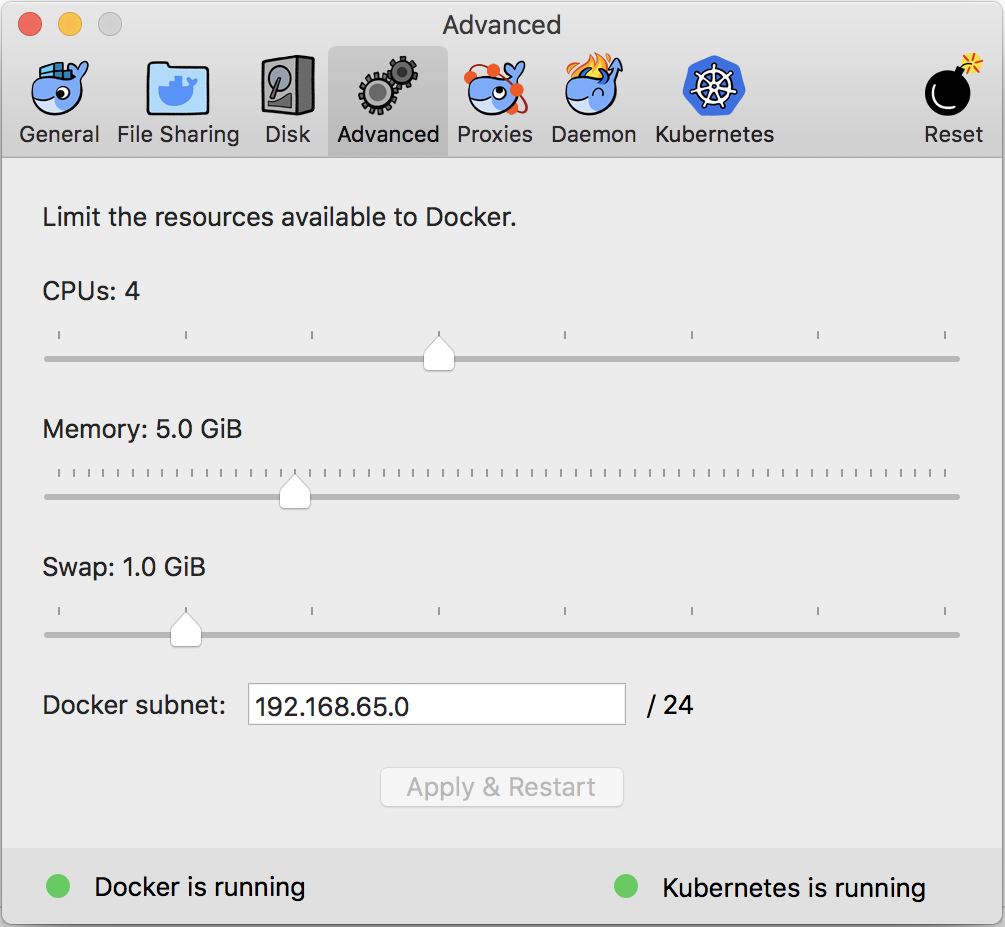 Advanced
General File Sharing Disk Advanced Proxies Daemon Kubernetes Reset
Limit the resources available to Docker.
CPUs: 4
Memory: 5.0 GiB
Swap: 1.0 GiB
Docker subnet: 192.168.65.0 / 24
Apply & Restart
Docker is running Kubernetes is running